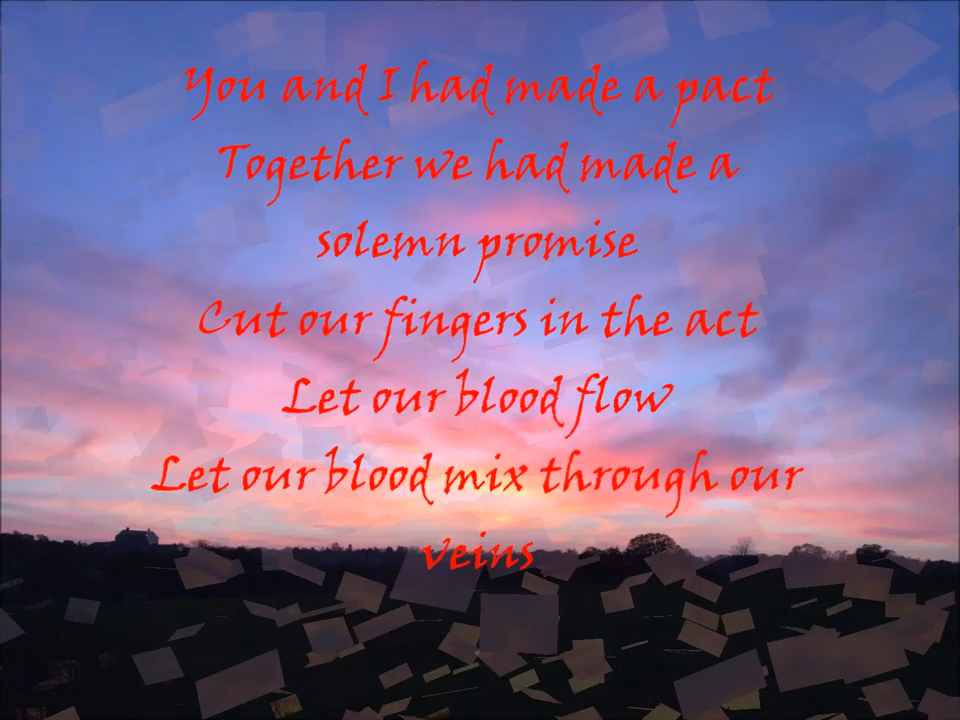 You and I had made a pact
Together we had made a
solemn promise
Cut our fingers in the act
Let our blood flow
Let our blood mix through our
veins